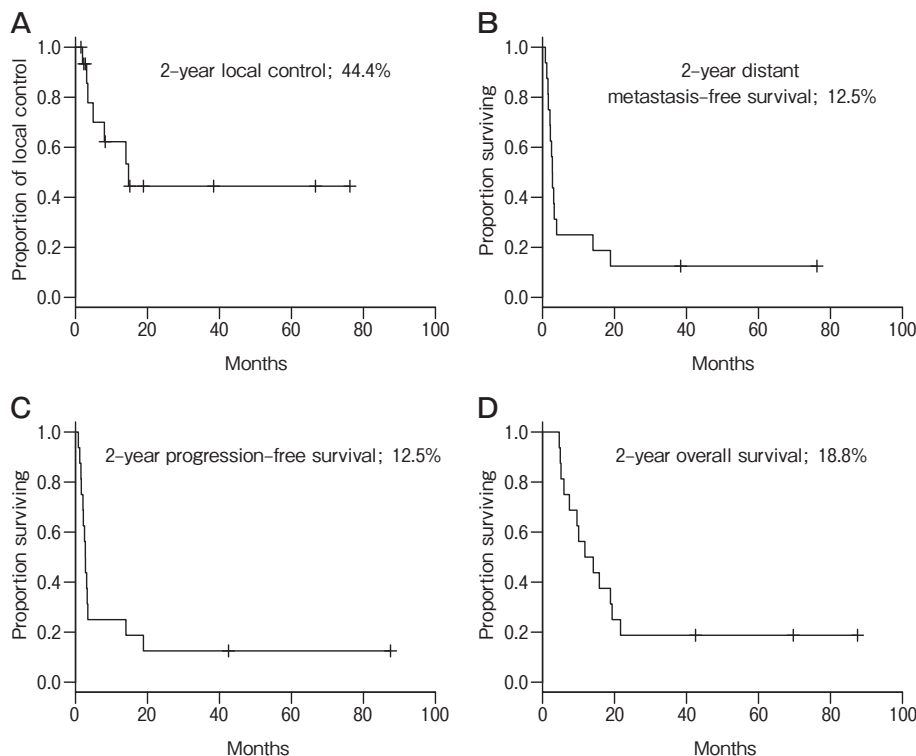 A
Proportion of local control
1.0
0.8
0.6
0.4
0.2
0.0
2-year local control; 44.4%
0 20 40 60 80 100
Months
B
Proportion surviving
1.0
0.8
0.6
0.4
0.2
0.0
2-year distant
metastasis-free survival; 12.5%
0 20 40 60 80 100
Months
C
Proportion surviving
1.0
0.8
0.6
0.4
0.2
0.0
2-year progression-free survival; 12.5%
0 20 40 60 80 100
Months
D
Proportion surviving
1.0
0.8
0.6
0.4
0.2
0.0
2-year overall survival; 18.8%
0 20 40 60 80 100
Months